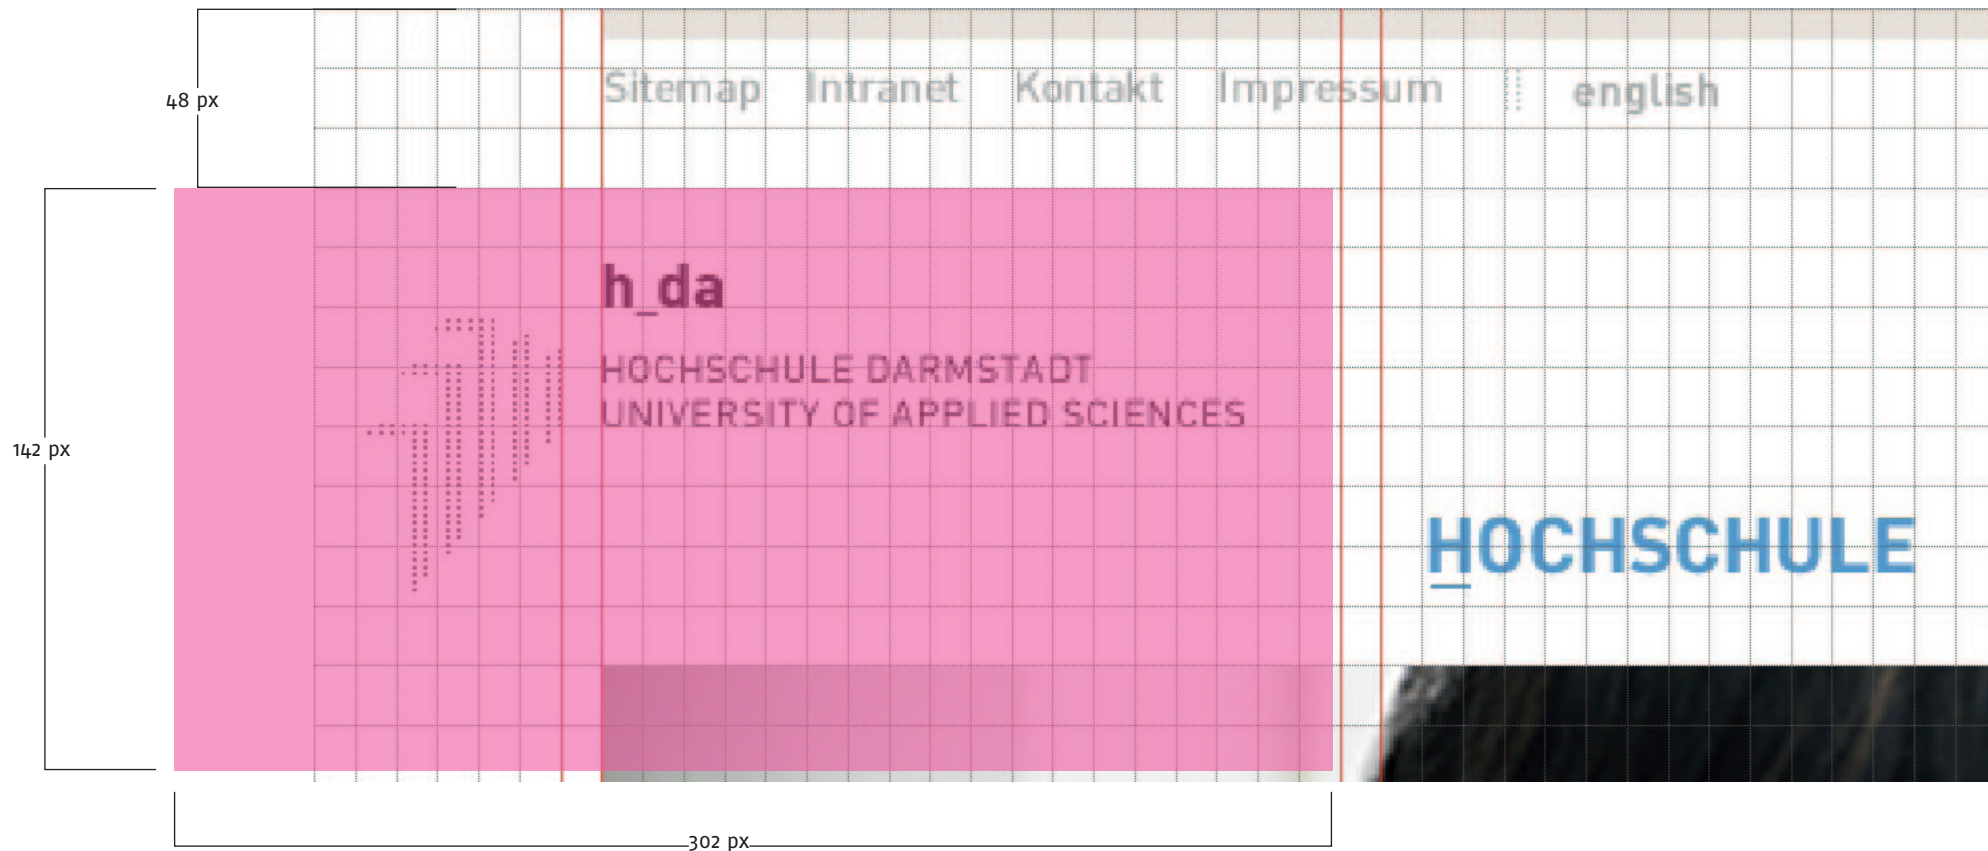 Sitemap Intranet Kontakt Impressum english
48 px
h_da
HOCHSCHULE DARMSTADT
UNIVERSITY OF APPLIED SCIENCES
142 px
HOCHSCHULE
302 px